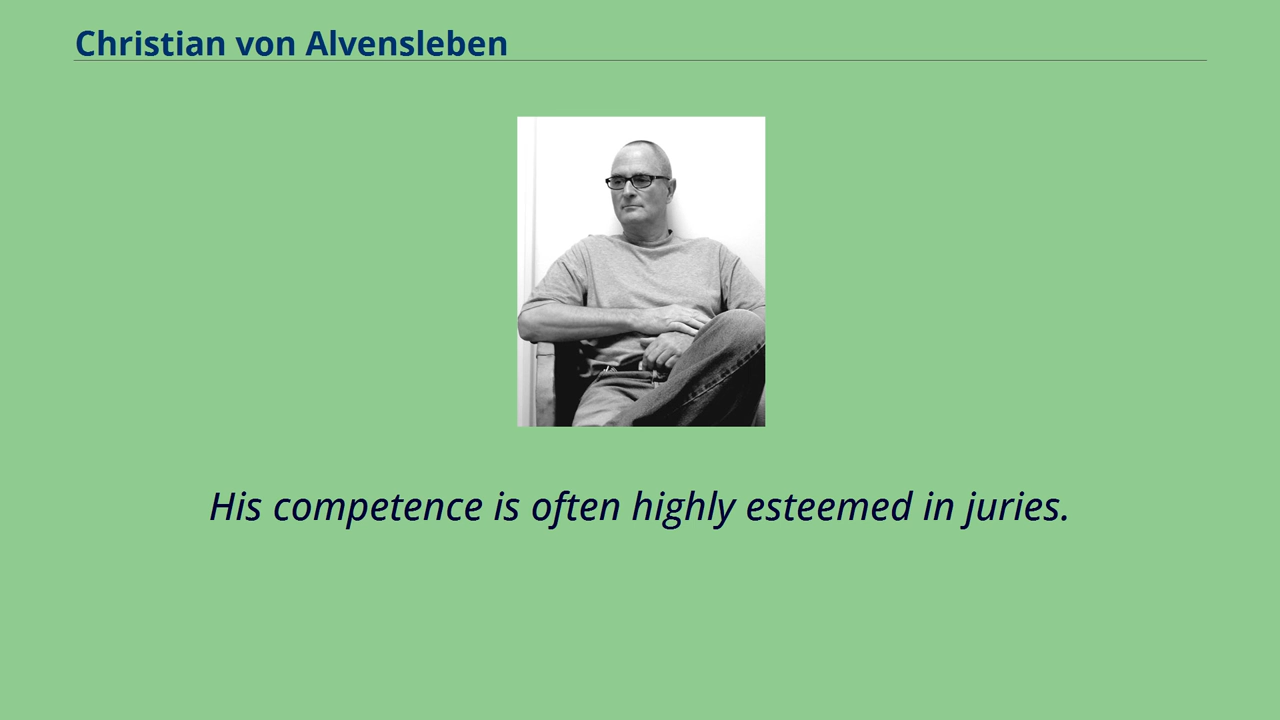 Christian von Alvensleben
His competence is often highly esteemed in juries.